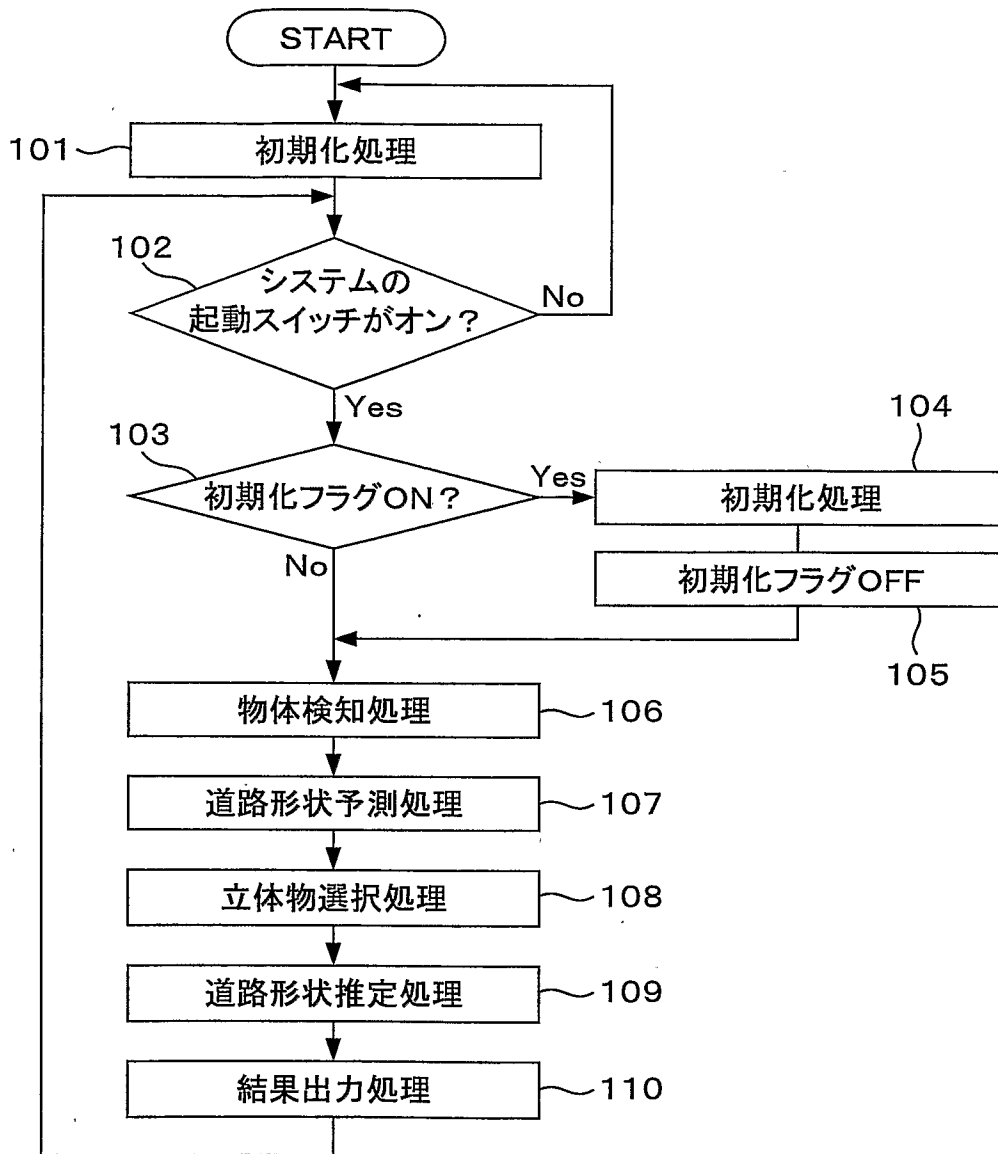 START
101
初期化処理
102
システムの
起動スイッチがオン？
No
Yes
103
初期化フラグON？
Yes
No
104
初期化処理
初期化フラグOFF
105
物体検知処理
106
道路形状予測処理
107
立体物選択処理
108
道路形状推定処理
109
結果出力処理
110